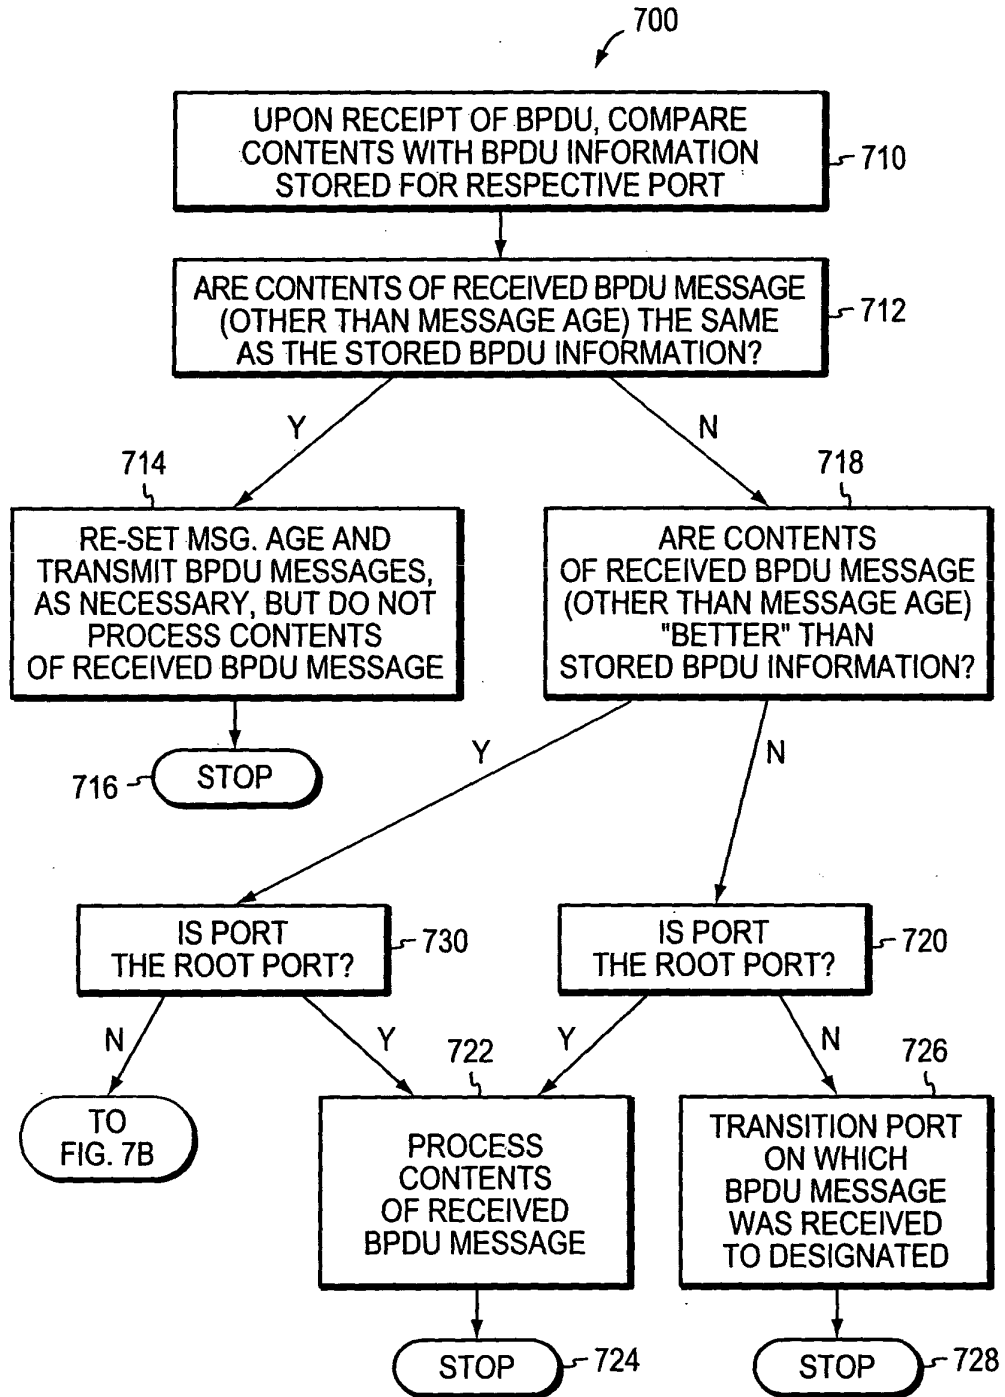 700
UPON RECEIPT OF BPDU, COMPARE
CONTENTS WITH BPDU INFORMATION
STORED FOR RESPECTIVE PORT
710
ARE CONTENTS OF RECEIVED BPDU MESSAGE
(OTHER THAN MESSAGE AGE) THE SAME
AS THE STORED BPDU INFORMATION?
712
Y
N
714
RE-SET MSG. AGE AND
TRANSMIT BPDU MESSAGES,
AS NECESSARY, BUT DO NOT
PROCESS CONTENTS
OF RECEIVED BPDU MESSAGE
718
ARE CONTENTS
OF RECEIVED BPDU MESSAGE
(OTHER THAN MESSAGE AGE)
"BETTER" THAN
STORED BPDU INFORMATION?
716
STOP
Y
N
IS PORT
THE ROOT PORT?
730
IS PORT
THE ROOT PORT?
720
N
Y
Y
N
TO
FIG. 7B
722
PROCESS
CONTENTS
OF RECEIVED
BPDU MESSAGE
726
TRANSITION PORT
ON WHICH
BPDU MESSAGE
WAS RECEIVED
TO DESIGNATED
STOP
724
STOP
728